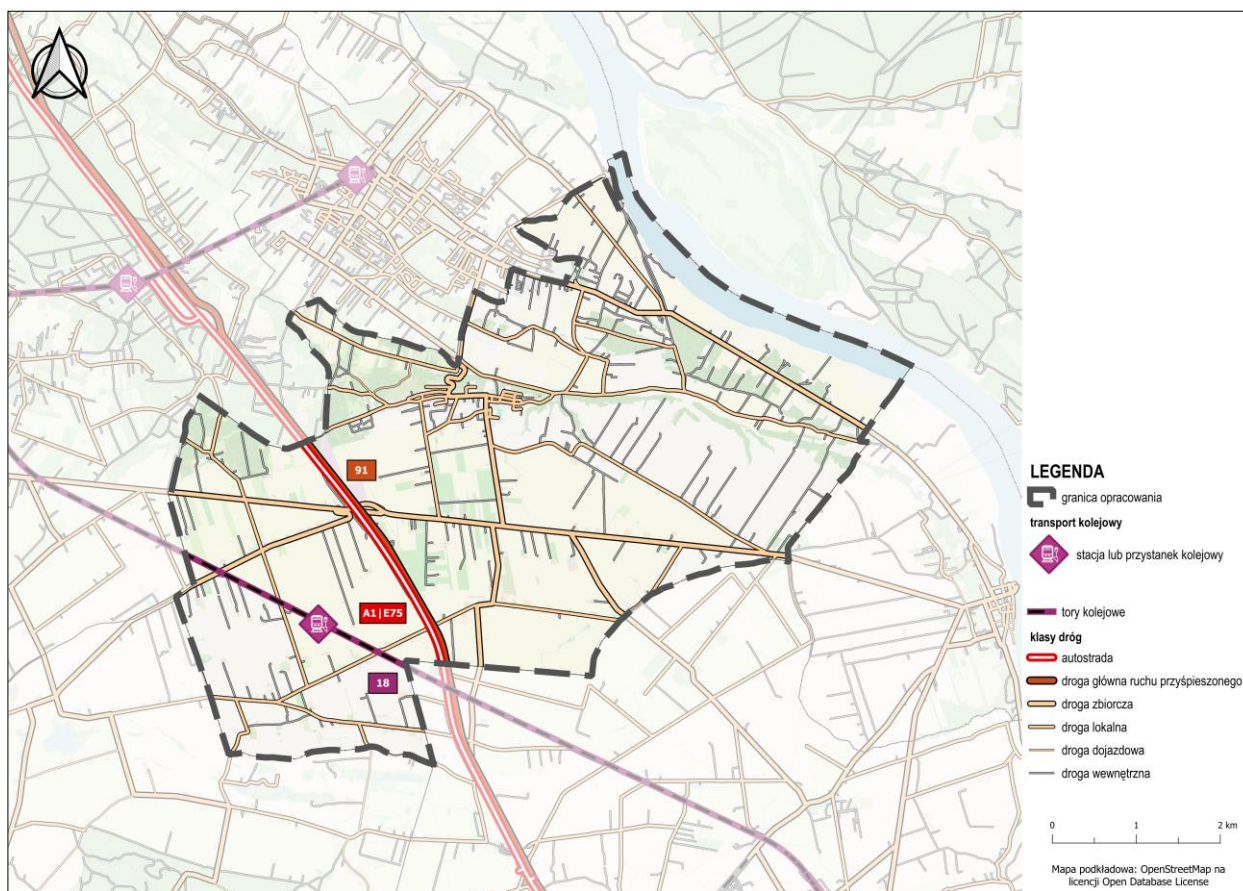 91
A1|E75
18
LEGENDA
granica opracowania
transport kolejowy
stacja lub przystanek kolejowy
tory kolejowe
klasy dróg
autostrada
droga główna ruchu przyśpieszonego
droga zbiorcza
droga lokalna
droga dojazdowa
droga wewnętrzna
0 1 2 km
Mapa podkładowa: OpenStreetMap na
licencji Open Database License